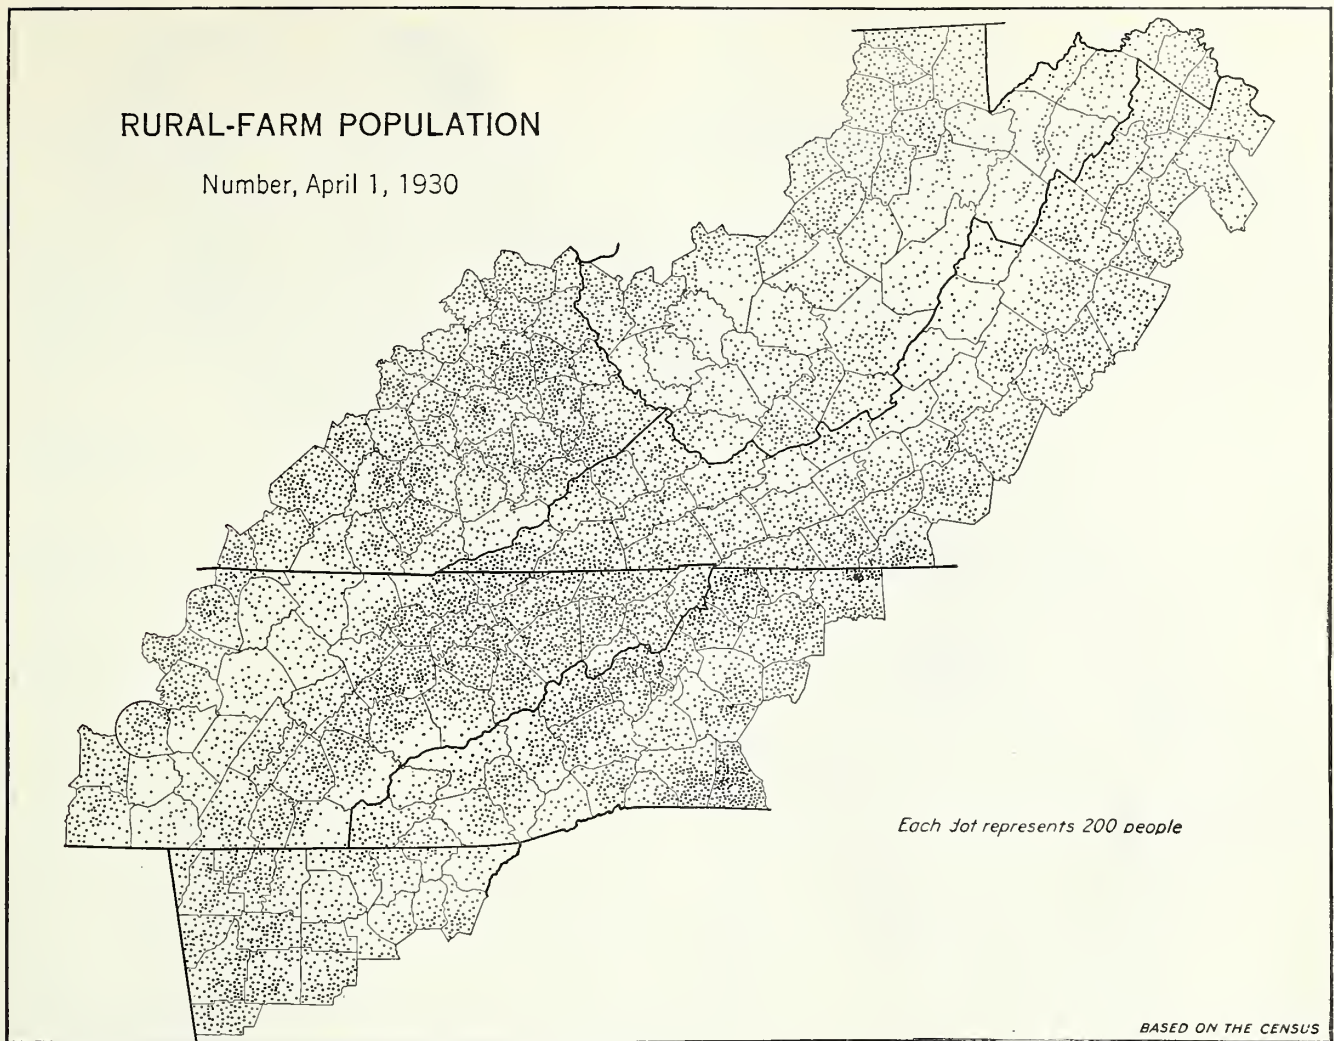 RURAL-FARM POPULATION
Number, April 1, 1930
Each dot represents 200 people
BASED ON THE CENSUS